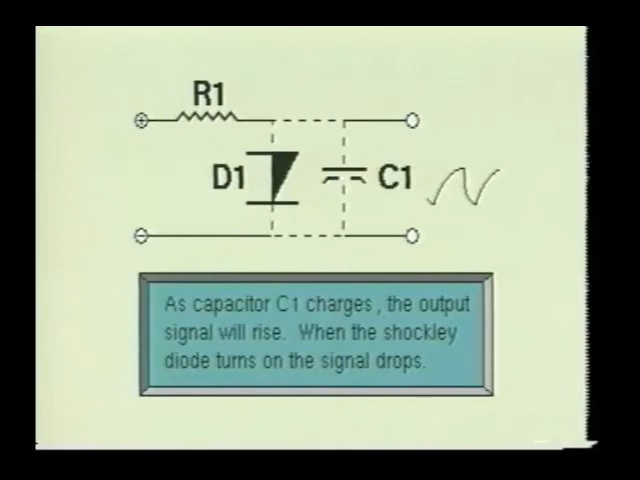 R1
D1
C1
As capacitor C1 charges, the output
signal will rise. When the shockley
diode turns on the signal drops.